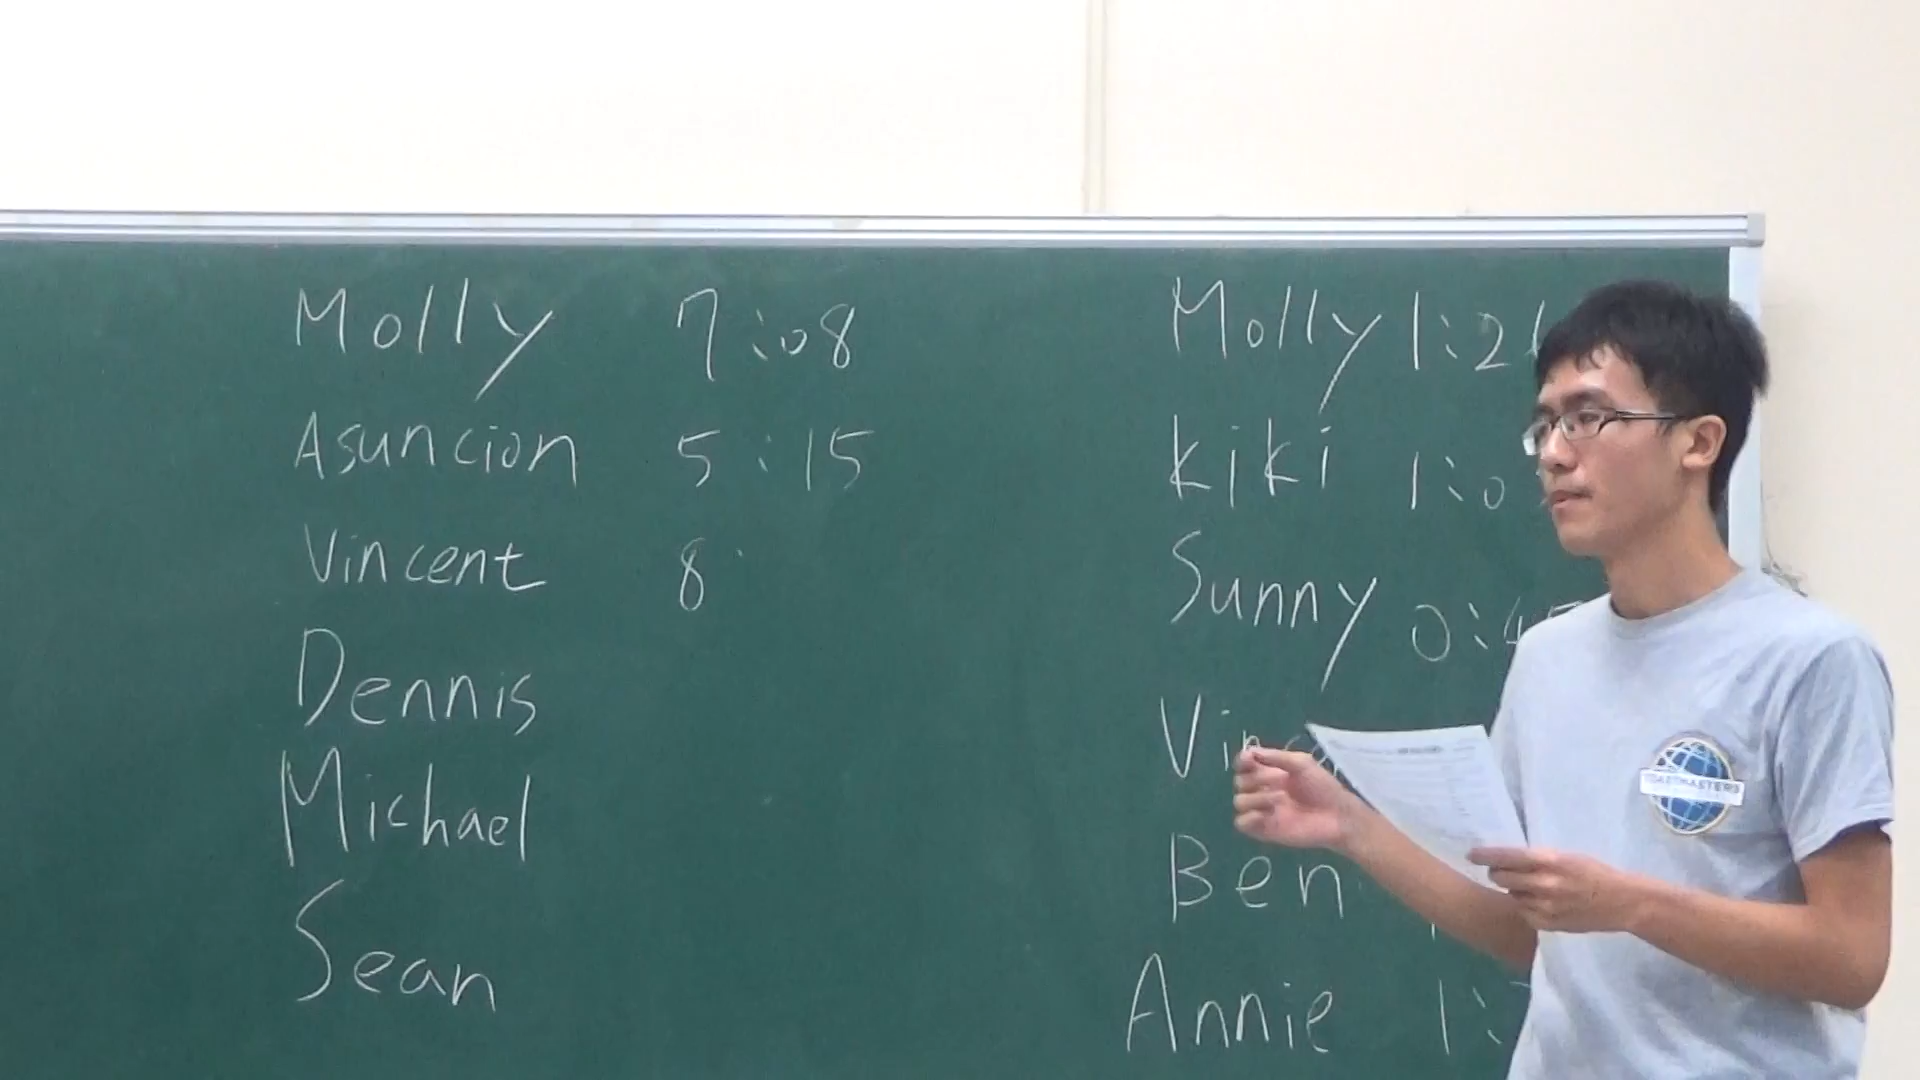 Molly 7:08
Asuncion 5:15
Vincent 8
Dennis
Michael
Sean
Molly 1:2
Kiki 1:0
Sunny 0:4
Vin
Ben
Annie 1:
TOASTMASTERS